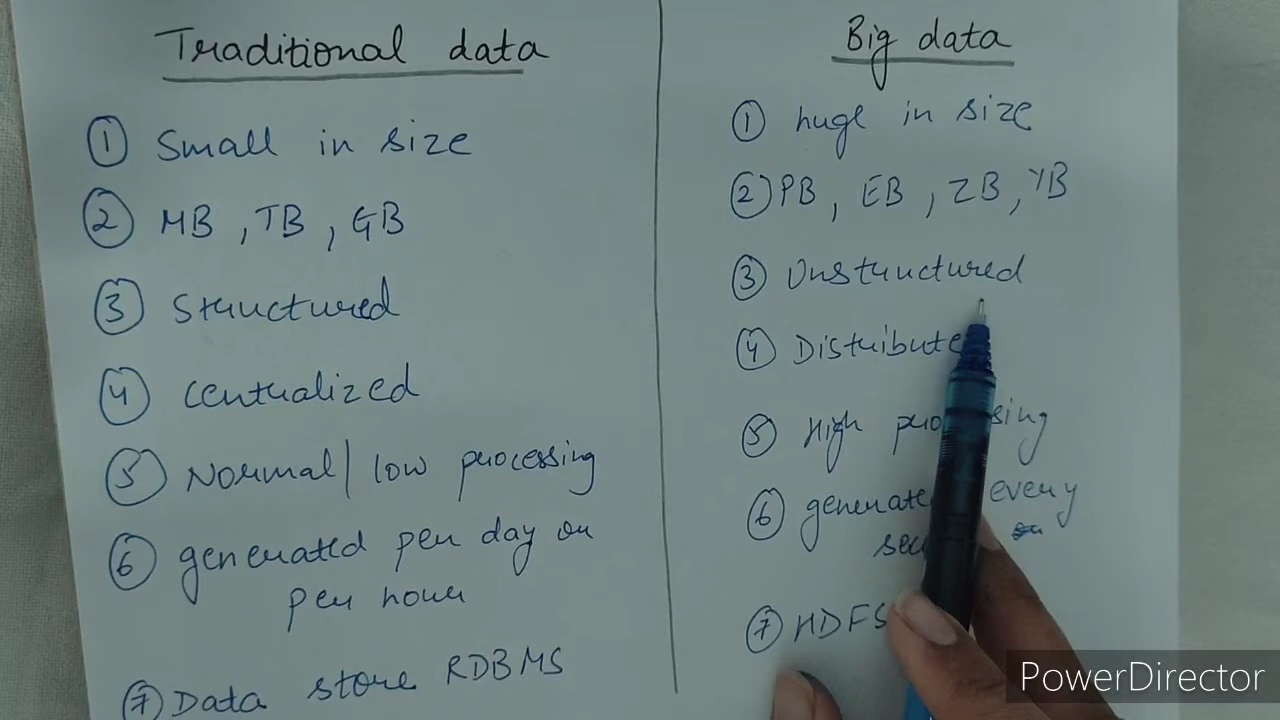 Traditional data
① Small in size
② MB, TB, GB
③ Structured
④ Centralized
⑤ Normal/low processing
⑥ generated per day or
per hour
⑦ Data store RDBMS
Big data
① huge in size
② PB, EB, ZB, YB
③ Unstructured
④
⑤ High
⑥ every
⑦ HDFS
PowerDirector